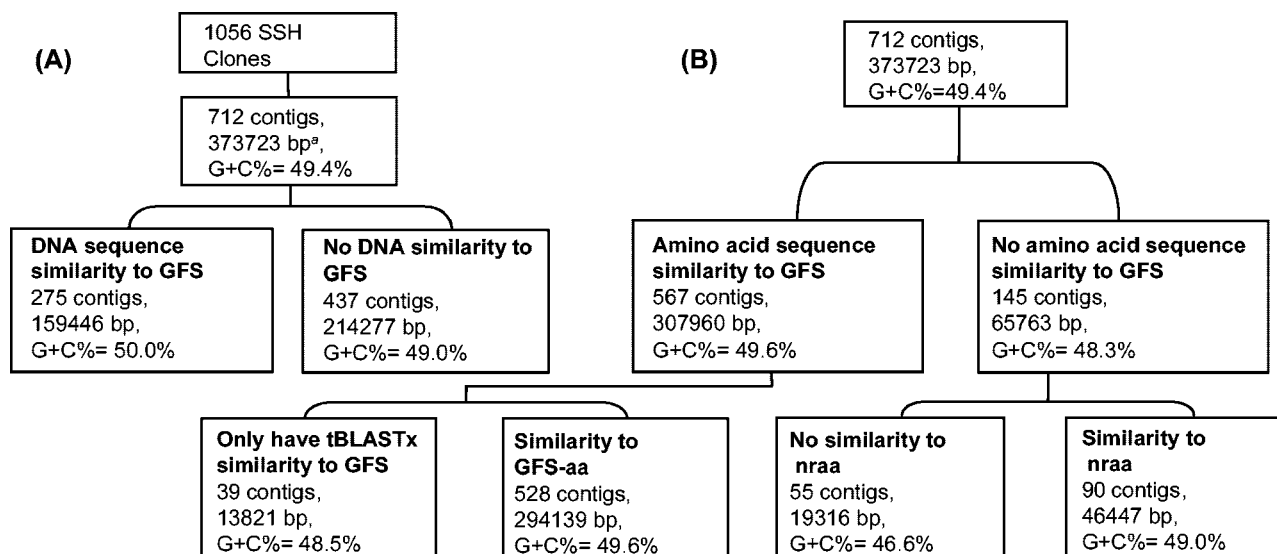 (A)
1056 SSH
Clones
712 contigs,
373723 bpª,
G+C%= 49.4%
DNA sequence
similarity to GFS
275 contigs,
159446 bp,
G+C%= 50.0%
No DNA similarity to
GFS
437 contigs,
214277 bp,
G+C%= 49.0%
(B)
712 contigs,
373723 bp,
G+C%=49.4%
Amino acid sequence
similarity to GFS
567 contigs,
307960 bp,
G+C%= 49.6%
No amino acid sequence
similarity to GFS
145 contigs,
65763 bp,
G+C%= 48.3%
Only have tBLASTx
similarity to GFS
39 contigs,
13821 bp,
G+C%= 48.5%
Similarity to
GFS-aa
528 contigs,
294139 bp,
G+C%= 49.6%
No similarity to
nraa
55 contigs,
19316 bp,
G+C%= 46.6%
Similarity to
nraa
90 contigs,
46447 bp,
G+C%= 49.0%